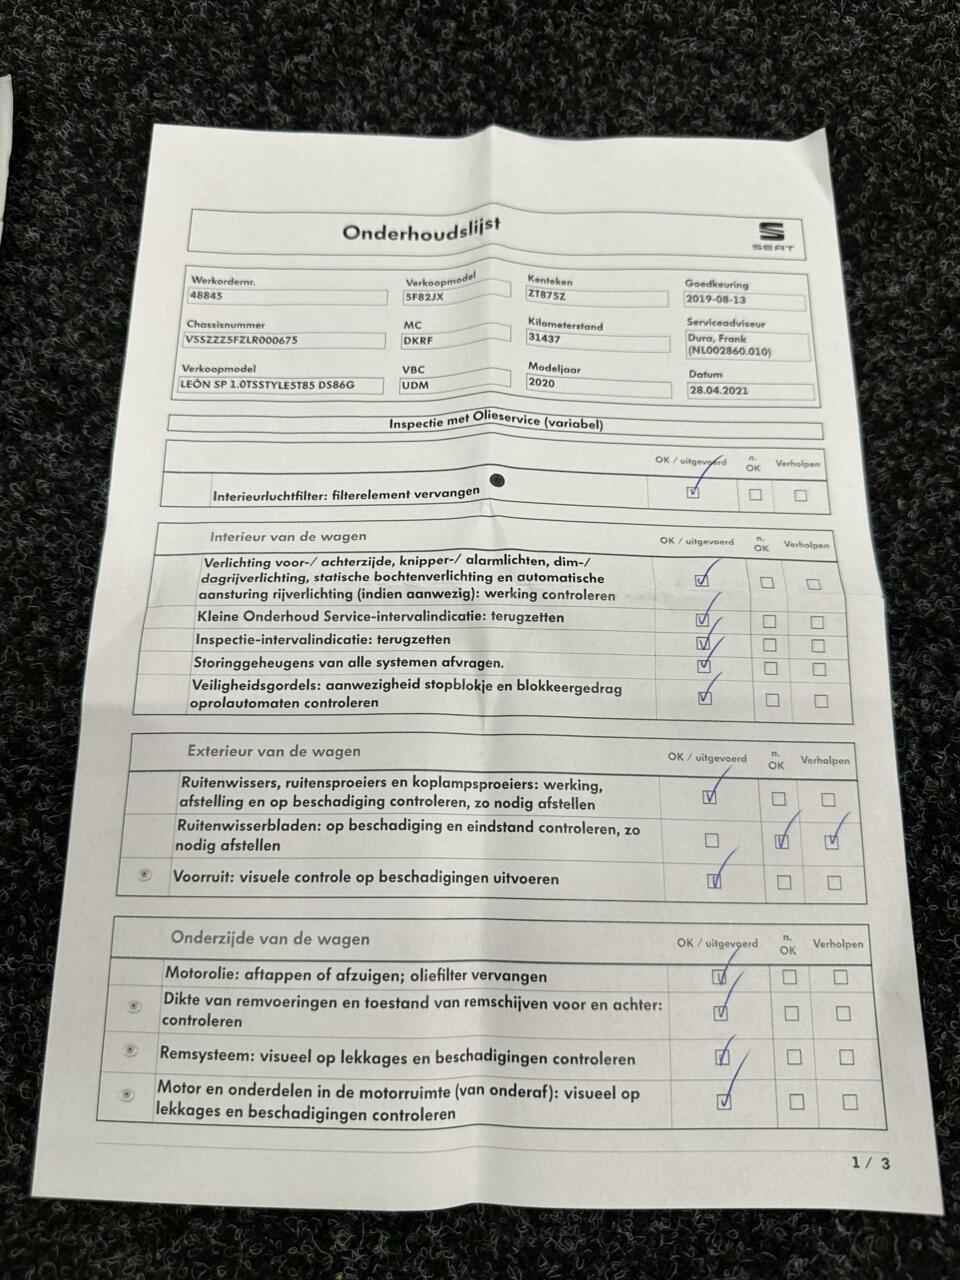 Onderhoudslijst
SEAT
Werkordernr.
48845
Verkoopmodel
5F82JX
Kenteken
ZT875Z
Goedkeuring
2019-08-13
Chassisnummer
VSSZZZ5FZLR000675
MC
DKRF
Kilometerstand
31437
Serviceadviseur
Dura, Frank
(NL002860.010)
Verkoopmodel
LEÓN SP 1.0TSSTYLE5T85 DS86G
VBC
UDM
Modeljaar
2020
Datum
28.04.2021
Inspectie met Olieservice (variabel)
OK / uitgevoerd n. OK Verholpen
Interieurluchtfilter: filterelement vervangen
Interieur van de wagen OK / uitgevoerd n. OK Verholpen
Verlichting voor-/ achterzijde, knipper-/ alarmlichten, dim-/
dagrijverlichting, statische bochtenverlichting en automatische
aansturing rijverlichting (indien aanwezig): werking controleren
Kleine Onderhoud Service-intervalindicatie: terugzetten
Inspectie-intervalindicatie: terugzetten
Storinggeheugens van alle systemen afvragen.
Veiligheidsgordels: aanwezigheid stopblokje en blokkeergedrag
oprolautomaten controleren
Exterieur van de wagen OK / uitgevoerd n. OK Verholpen
Ruitenwissers, ruitensproeiers en koplampsproeiers: werking,
afstelling en op beschadiging controleren, zo nodig afstellen
Ruitenwisserbladen: op beschadiging en eindstand controleren, zo
nodig afstellen
Voorruit: visuele controle op beschadigingen uitvoeren
Onderzijde van de wagen OK / uitgevoerd n. OK Verholpen
Motorolie: aftappen of afzuigen; oliefilter vervangen
Dikte van remvoeringen en toestand van remschijven voor en achter:
controleren
Remsysteem: visueel op lekkages en beschadigingen controleren
Motor en onderdelen in de motorruimte (van onderaf): visueel op
lekkages en beschadigingen controleren
1 / 3